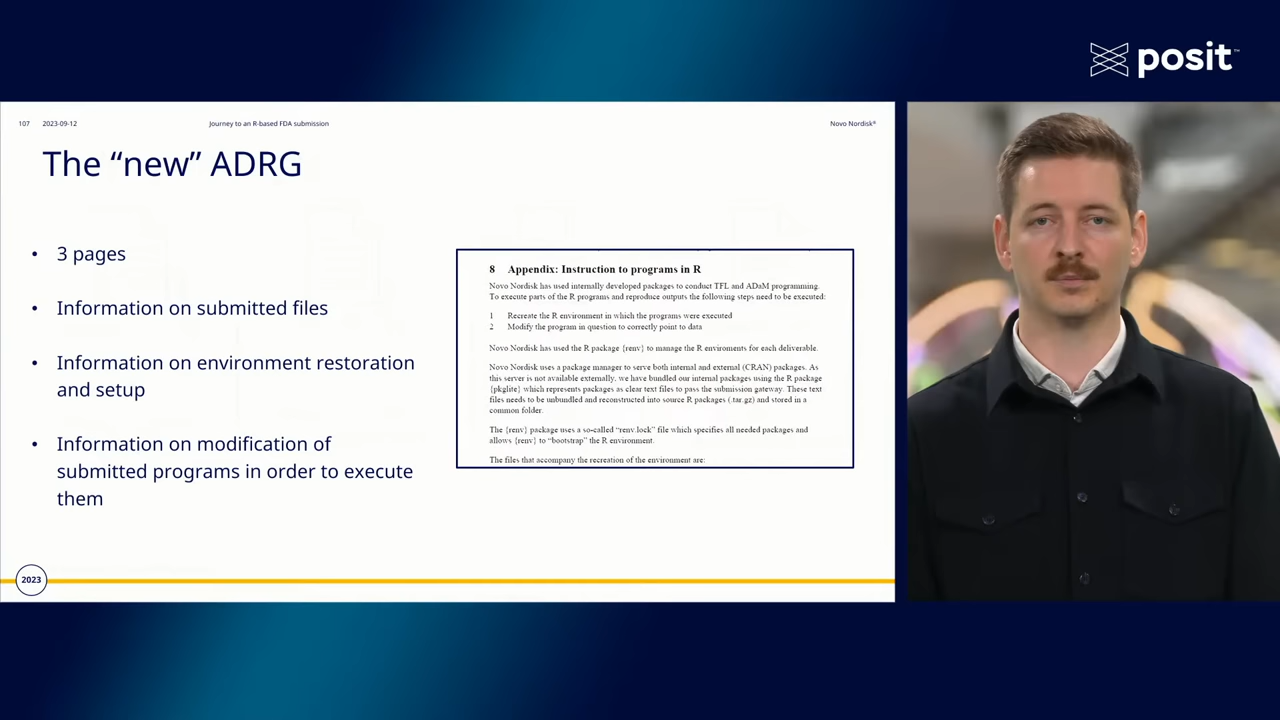 posit™
107 2023-09-12 Journey to an R-based FDA submission Novo Nordisk®
The “new” ADRG
• 3 pages
• Information on submitted files
• Information on environment restoration
and setup
• Information on modification of
submitted programs in order to execute
them
8 Appendix: Instruction to programs in R
Novo Nordisk has used internally developed packages to conduct TFL and ADaM programming.
To execute parts of the R programs and reproduce outputs the following steps need to be executed:
1 Recreate the R environment in which the programs were executed
2 Modify the program in question to correctly point to data
Novo Nordisk has used the R package {renv} to manage the R enviroments for each deliverable.
Novo Nordisk uses a package manager to serve both internal and external (CRAN) packages. As
this server is not available externally, we have bundled our internal packages using the R package
{pkglite} which represents packages as clear text files to pass the submission gateway. These text
files needs to be unbundled and reconstructed into source R packages (.tar.gz) and stored in a
common folder.
The {renv} package uses a so-called “renv.lock” file which specifies all needed packages and
allows {renv} to “bootstrap” the R environment.
The files that accompany the recreation of the environment are:
2023